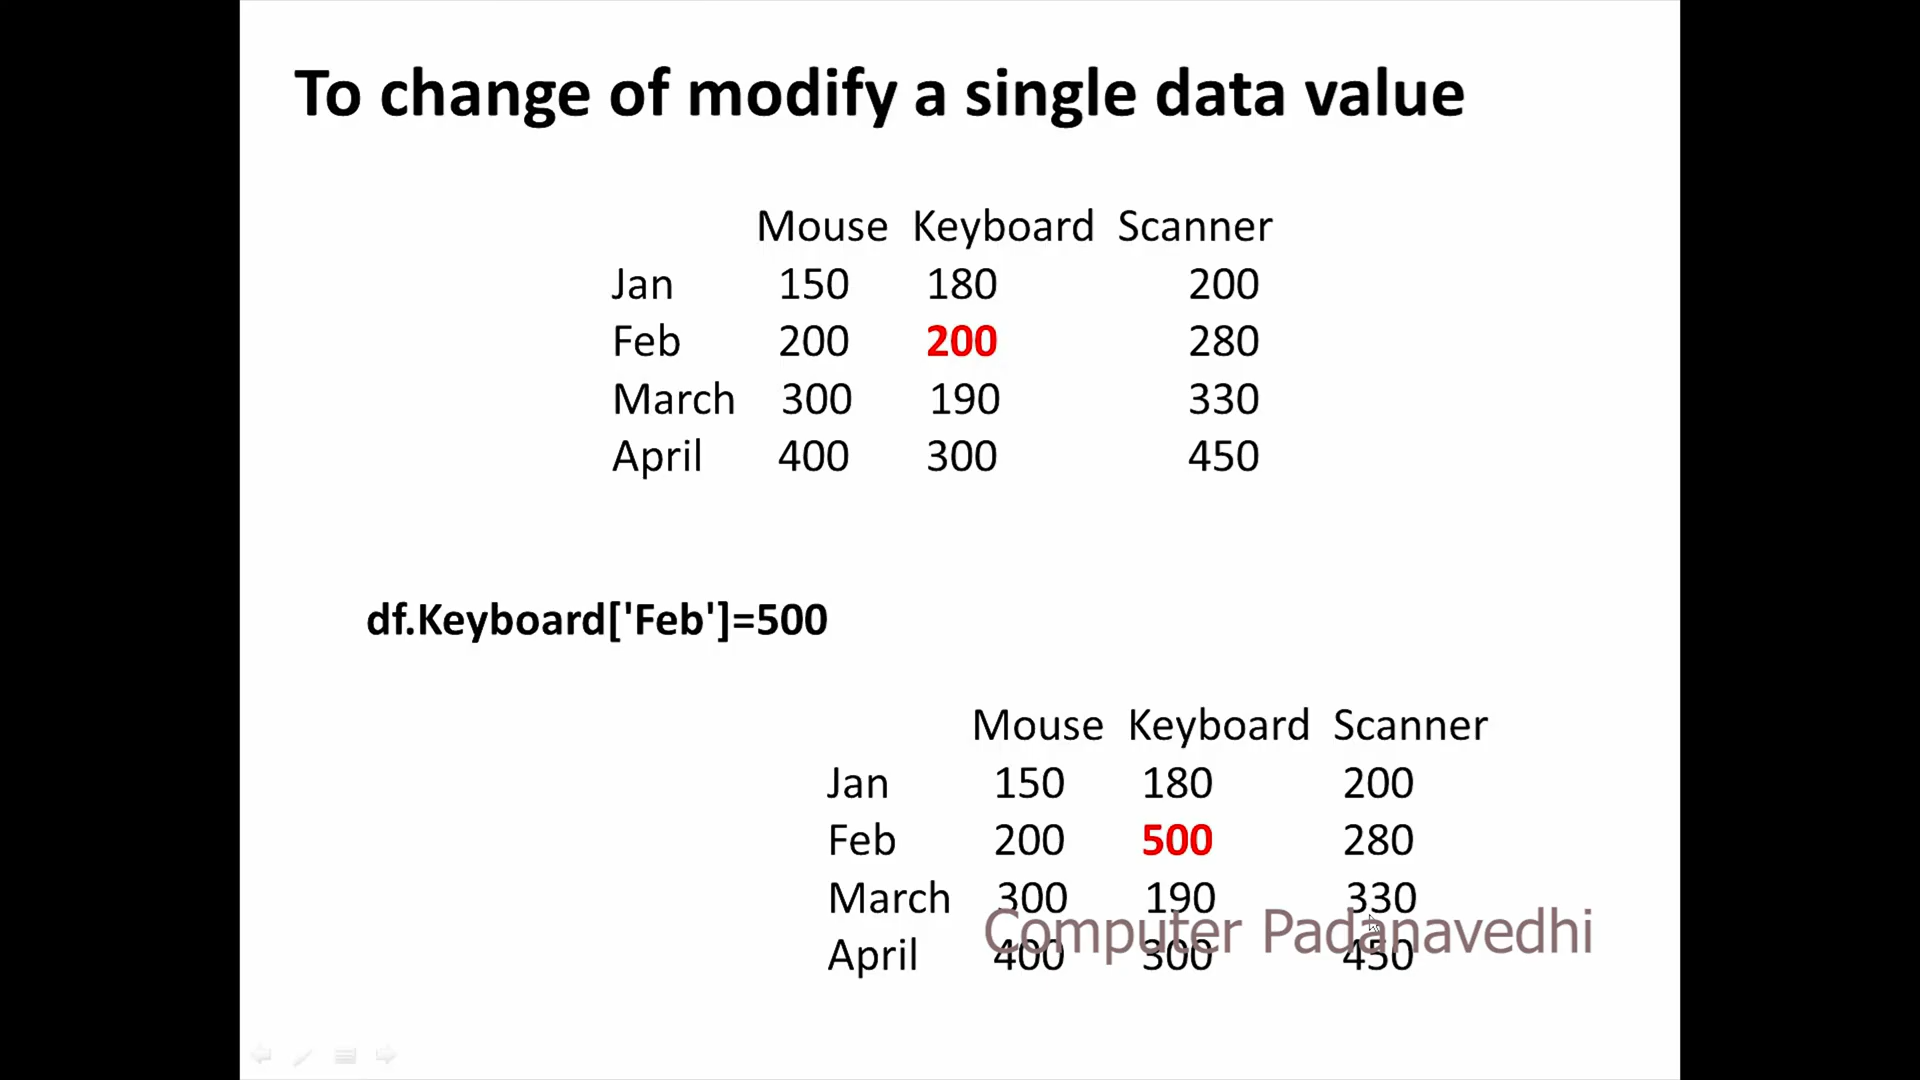 To change of modify a single data value
Mouse Keyboard Scanner
Jan 150 180 200
Feb 200 200 280
March 300 190 330
April 400 300 450
df.Keyboard['Feb']=500
Mouse Keyboard Scanner
Jan 150 180 200
Feb 200 500 280
March 300 190 330
April 400 300 450
Computer Padanavedhi